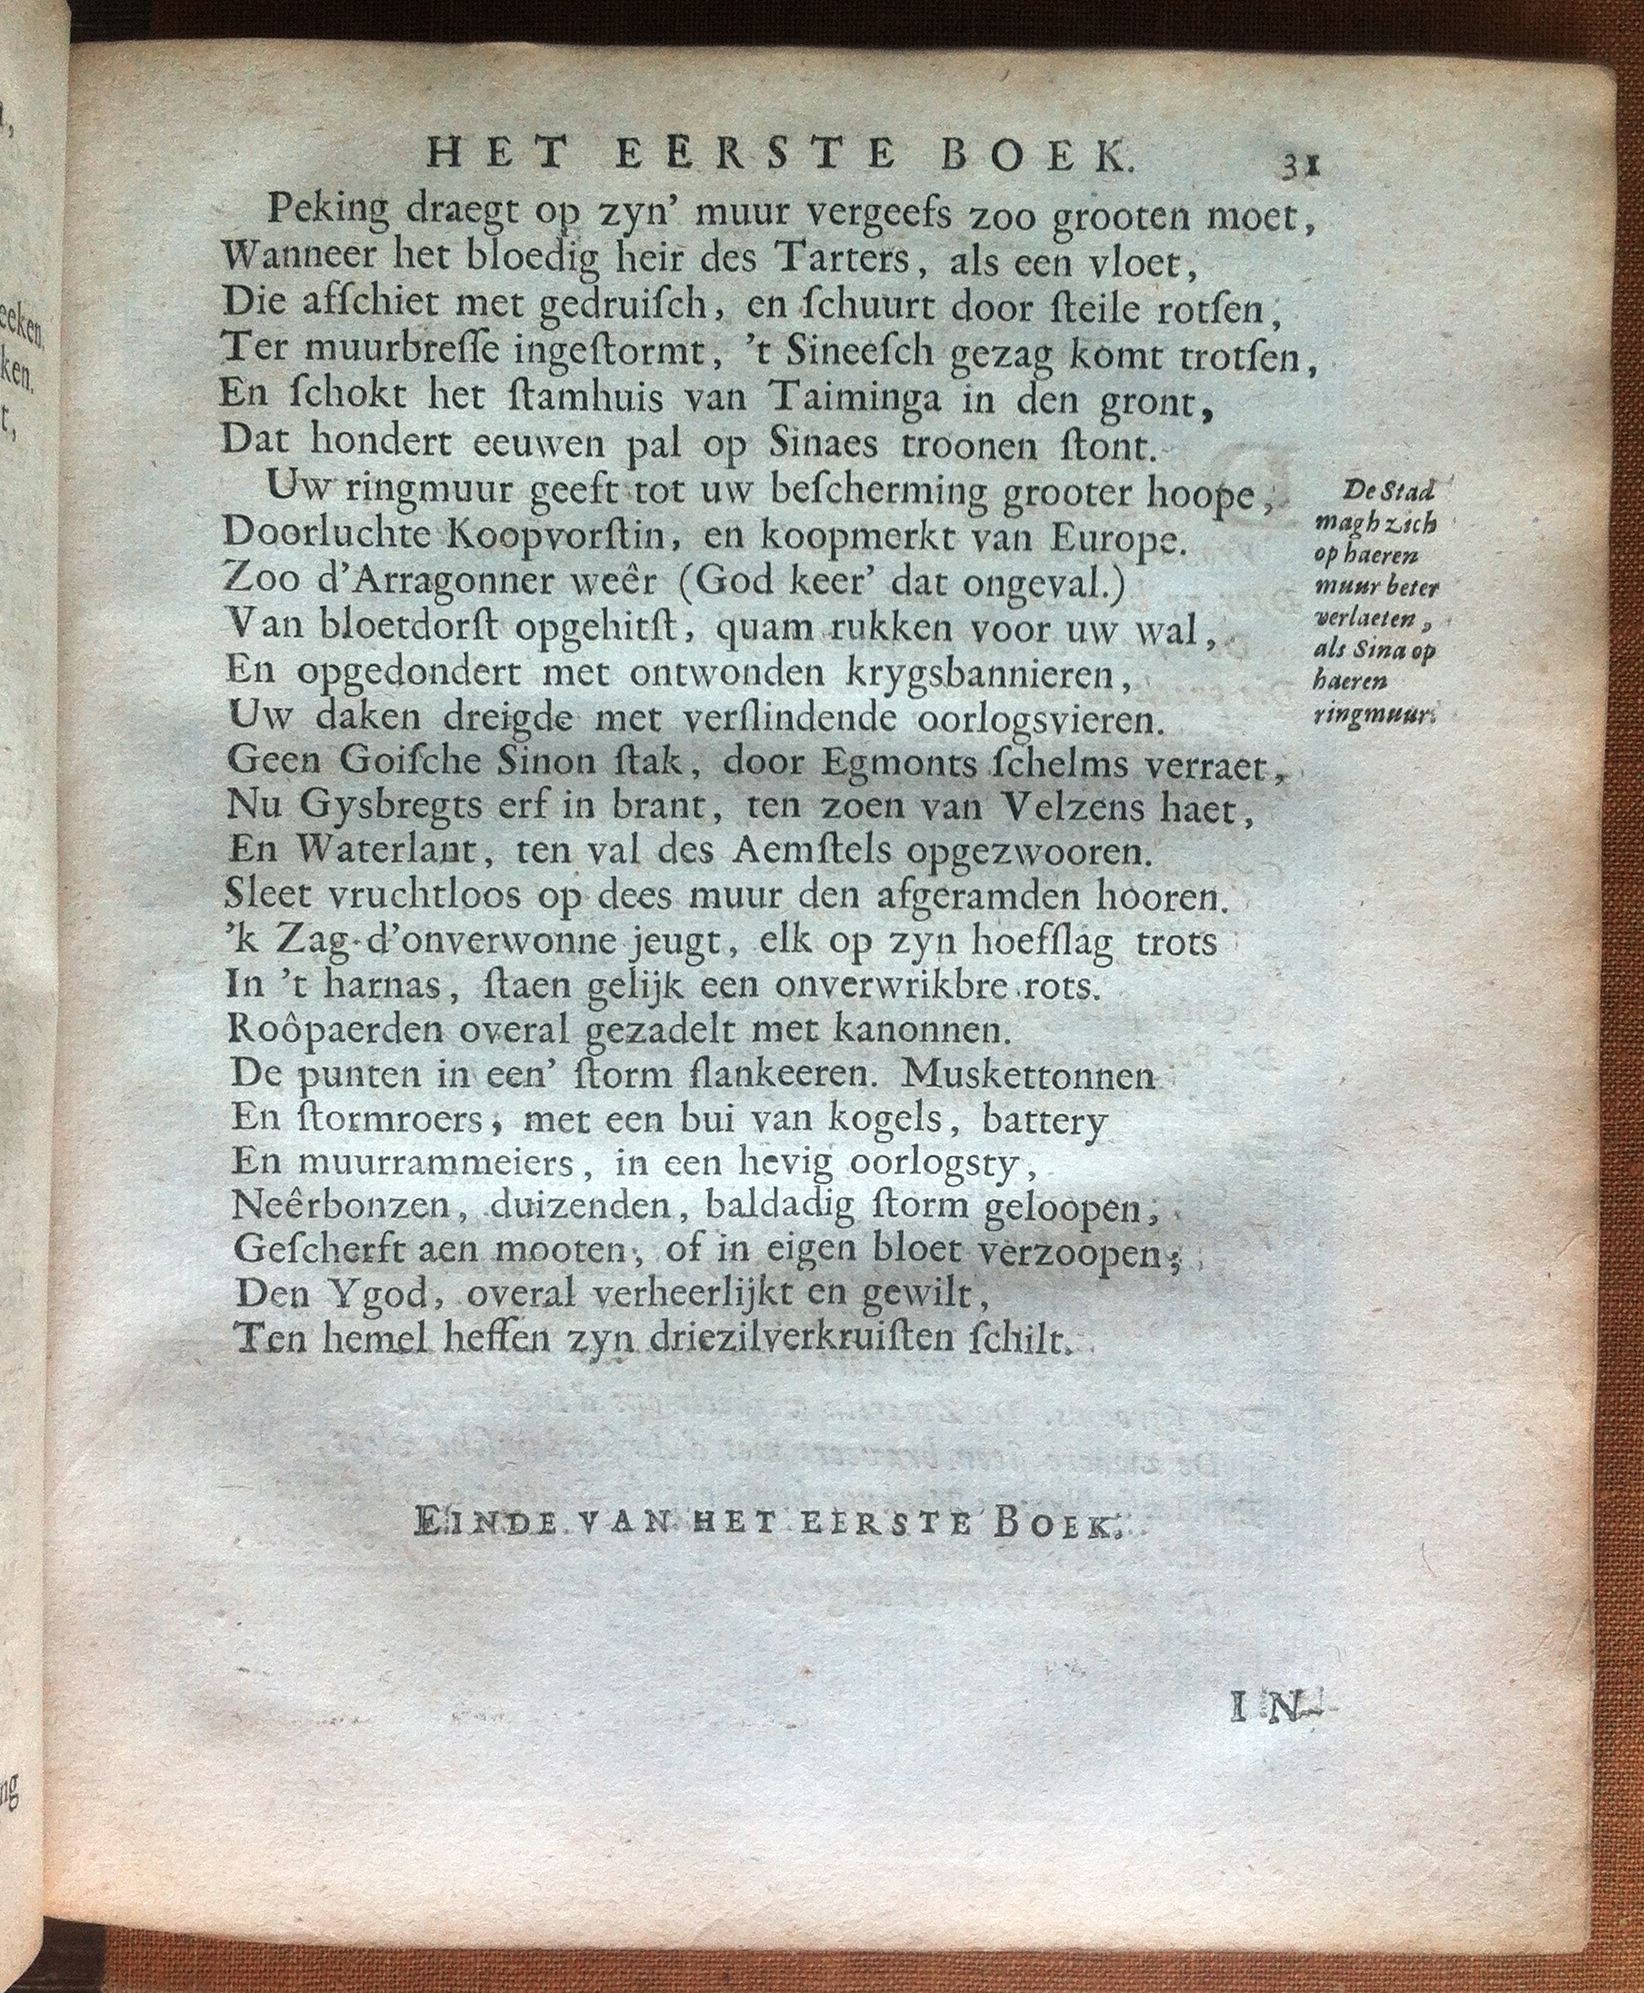 HET EERSTE BOEK. 31
Peking draegt op zyn' muur vergeefs zoo grooten moet,
Wanneer het bloedig heir des Tarters, als een vloet,
Die afſchiet met gedruiſch, en ſchuurt door ſteile rotſen,
Ter muurbreſſe ingeſtormt, 't Sineeſch gezag komt trotſen,
En ſchokt het ſtamhuis van Taiminga in den gront,
Dat hondert eeuwen pal op Sinaes troonen ſtont.
Uw ringmuur geeft tot uw beſcherming grooter hoope,
Doorluchte Koopvorſtin, en koopmerkt van Europe.
Zoo d'Arragonner weêr (God keer' dat ongeval.)
Van bloetdorſt opgehitſt, quam rukken voor uw wal,
En opgedondert met ontwonden krygsbannieren,
Uw daken dreigde met verſlindende oorlogsvieren.
Geen Goiſche Sinon ſtak, door Egmonts ſchelms verraet,
Nu Gysbregts erf in brant, ten zoen van Velzens haet,
En Waterlant, ten val des Aemſtels opgezwooren.
Sleet vruchtloos op dees muur den afgeramden hooren.
'k Zag d'onverwonne jeugt, elk op zyn hoefſlag trots
In 't harnas, ſtaen gelijk een onverwrikbre rots.
Roôpaerden overal gezadelt met kanonnen.
De punten in een' ſtorm flankeeren. Muskettonnen
En ſtormroers, met een bui van kogels, battery
En muurrammeiers, in een hevig oorlogsty,
Neêrbonzen, duizenden, baldadig ſtorm geloopen,
Geſcherft aen mooten, of in eigen bloet verzoopen;
Den Ygod, overal verheerlijkt en gewilt,
Ten hemel heffen zyn driezilverkruiſten ſchilt.
De Stad
magh zich
op haeren
muur beter
verlaeten,
als Sina op
haeren
ringmuur.
EINDE VAN HET EERSTE BOEK.
IN-
eeken.
ken.
t,
ng